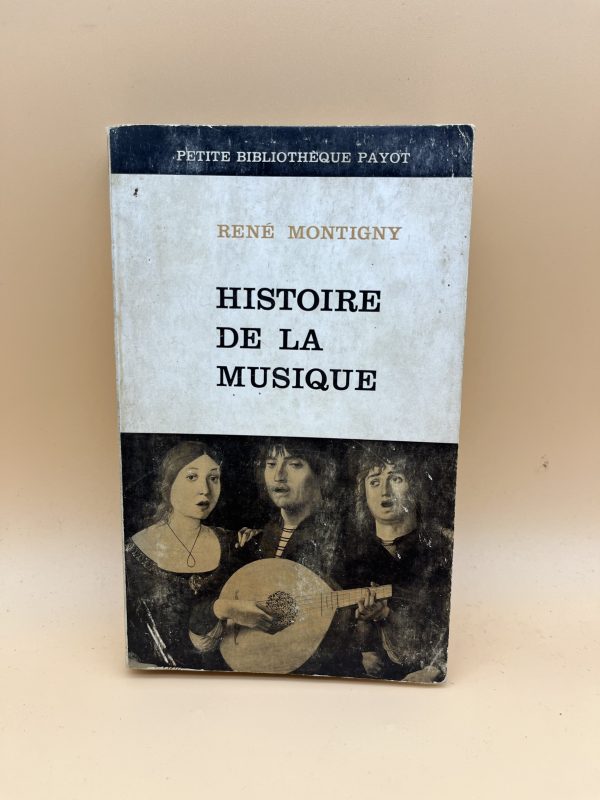 PETITE BIBLIOTHÈQUE PAYOT
RENÉ MONTIGNY
HISTOIRE
DE LA
MUSIQUE